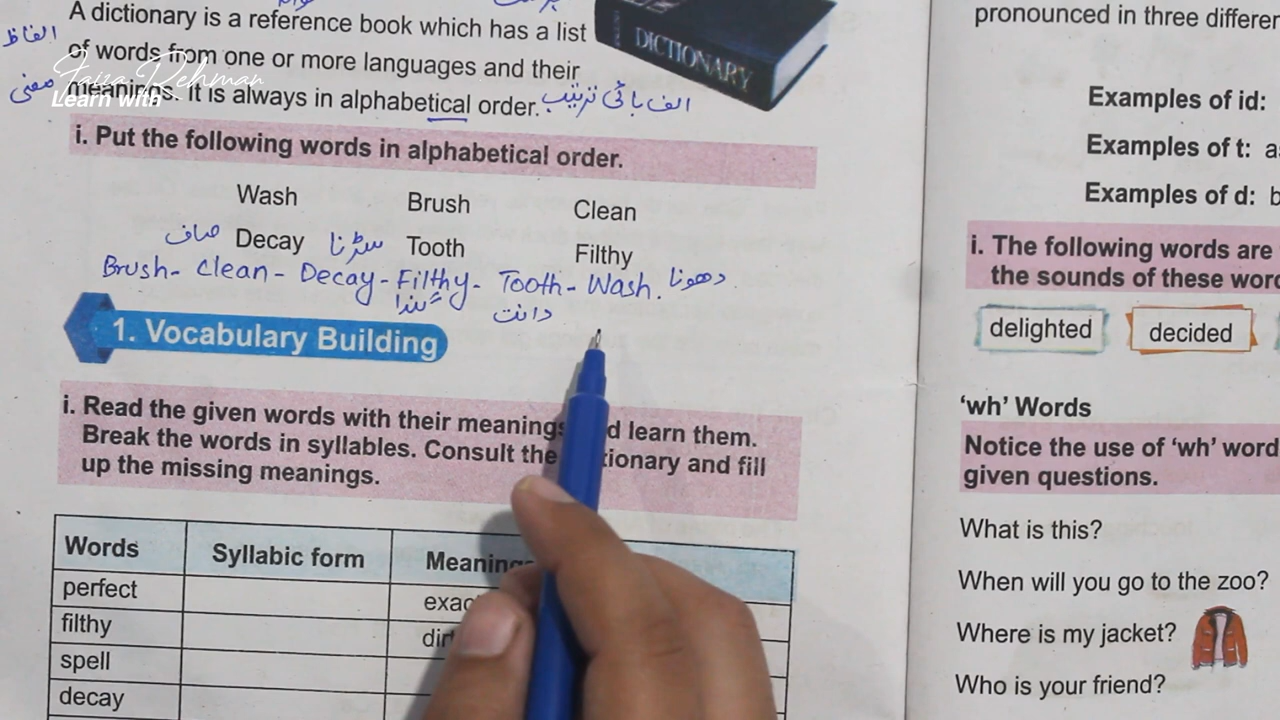 A dictionary is a reference book which has a list
الفاظ
of words from one or more languages and their
Faiza Rehman
Learn with
معنی
meanings. It is always in alphabetical order. الف بائی ترتیب
DICTIONARY
i. Put the following words in alphabetical order.
Wash Brush Clean
صاف Decay سڑنا Tooth Filthy
Brush- Clean- Decay- Filthy- Tooth- Wash. دھونا
گندا دانت
1. Vocabulary Building
i. Read the given words with their meanings d learn them.
Break the words in syllables. Consult the tionary and fill
up the missing meanings.
Words Syllabic form Meanings
perfect exac
filthy dir
spell
decay
pronounced in three differen
Examples of id:
Examples of t: a
Examples of d: b
i. The following words are
the sounds of these word
delighted decided
‘wh’ Words
Notice the use of ‘wh’ word
given questions.
What is this?
When will you go to the zoo?
Where is my jacket?
Who is your friend?